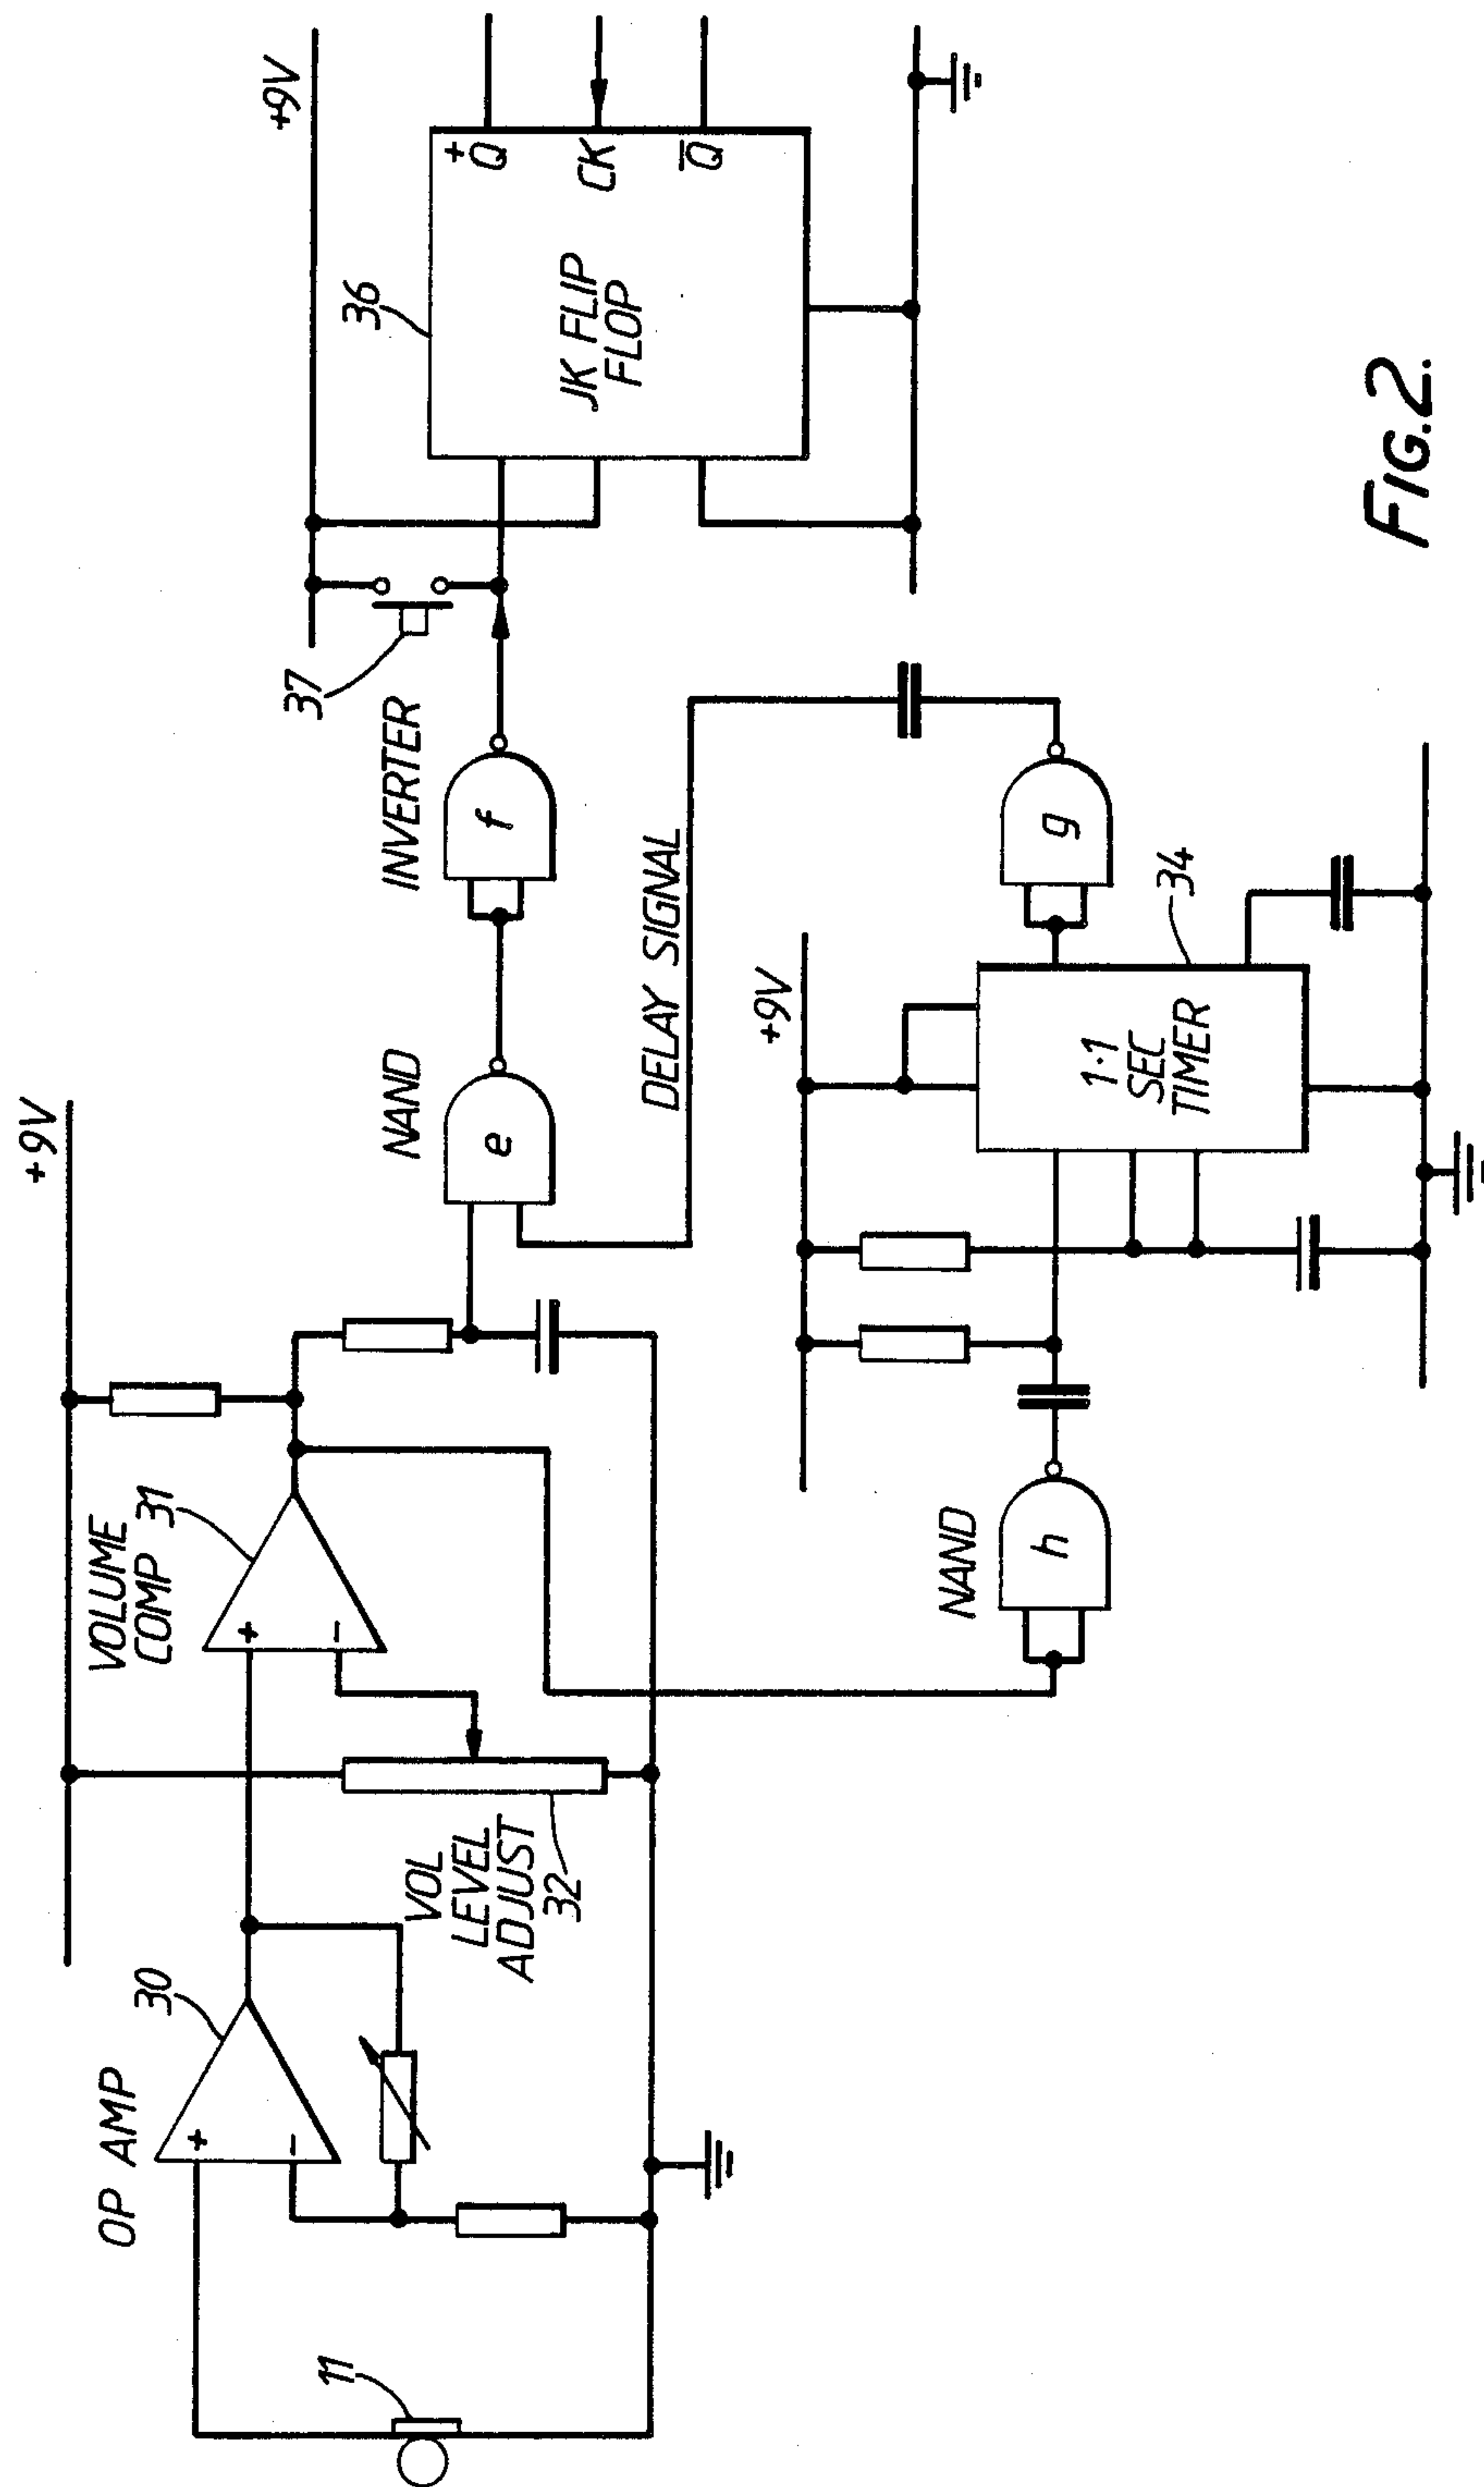 OP AMP
30
11
VOL
LEVEL
ADJUST
32
VOLUME
COMP 31
+9V
+
-
+
-
NAND
e
INVERTER
f
37
+9V
36
JK FLIP
FLOP
+
Q
CK
Q̅
DELAY SIGNAL
NAND
h
+9V
1·1
SEC
TIMER
34
g
FIG.2.